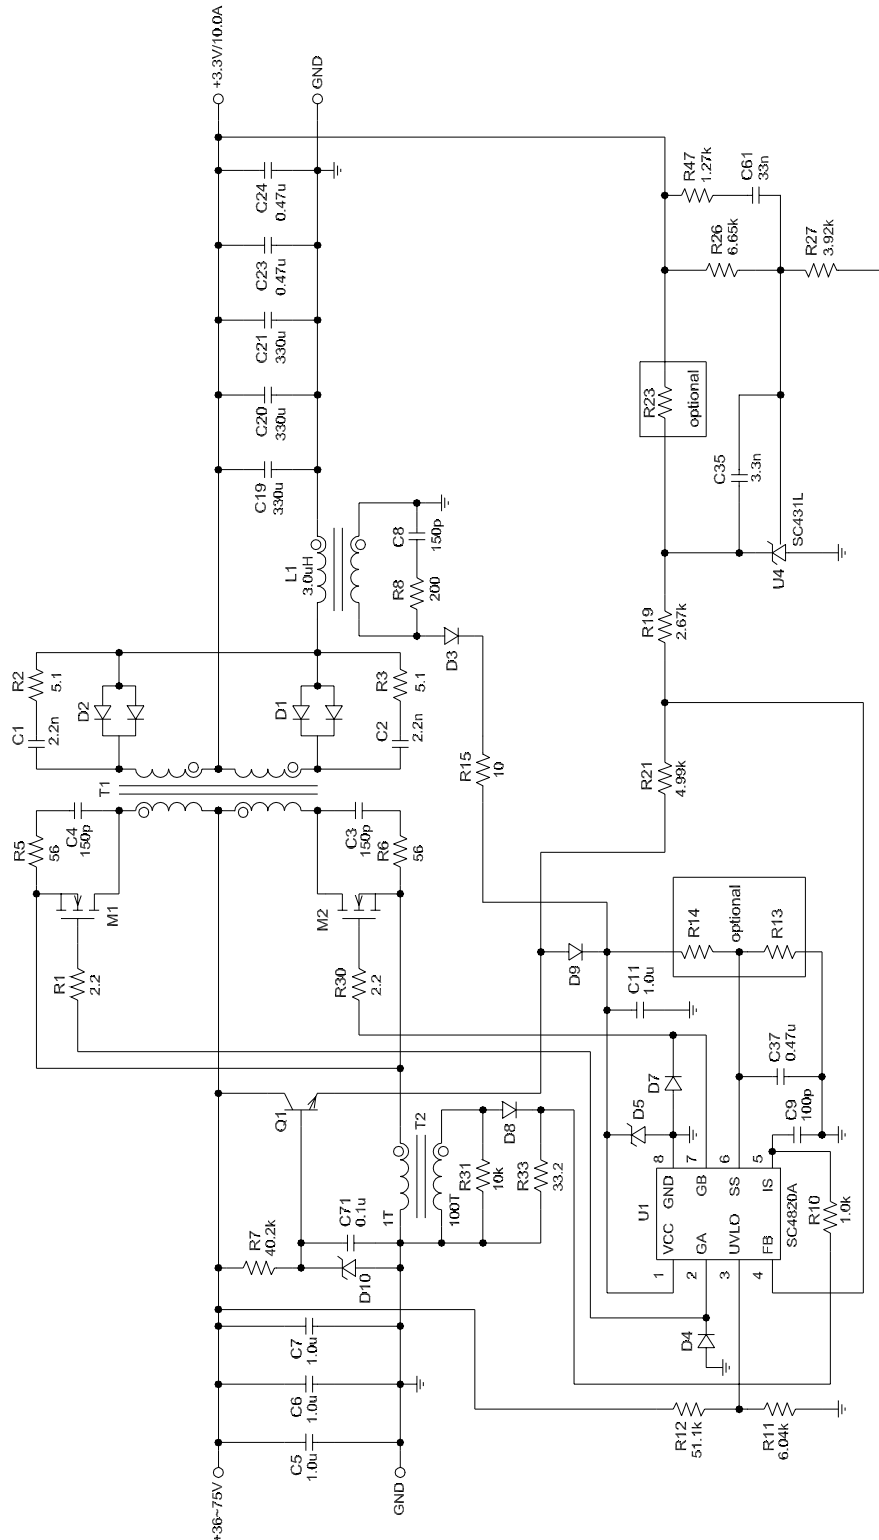 +3.3V/10.0A
GND
C24
0.47u
C23
0.47u
C21
330u
C20
330u
C19
330u
L1
3.0uH
C8
150p
R8
200
D3
R2
5.1
C1
2.2n
D2
D1
R3
5.1
C2
2.2n
T1
R15
10
R5
56
C4
150p
C3
150p
R6
56
M1
M2
R1
2.2
R30
2.2
Q1
T2
1T
100T
R31
10k
D8
R33
33.2
R7
40.2k
C71
0.1u
D10
C7
1.0u
C6
1.0u
C5
1.0u
+36~75V
GND
R47
1.27k
C61
33n
R26
6.65k
R27
3.92k
R23
optional
C35
3.3n
U4
SC431L
R19
2.67k
R21
4.99k
D9
C11
1.0u
R14
optional
R13
C37
0.47u
C9
100p
D7
D5
U1
8
7
6
5
GND
GB
SS
IS
VCC
GA
UVLO
FB
SC4820A
1
2
3
4
R10
1.0k
D4
R12
51.1k
R11
6.04k